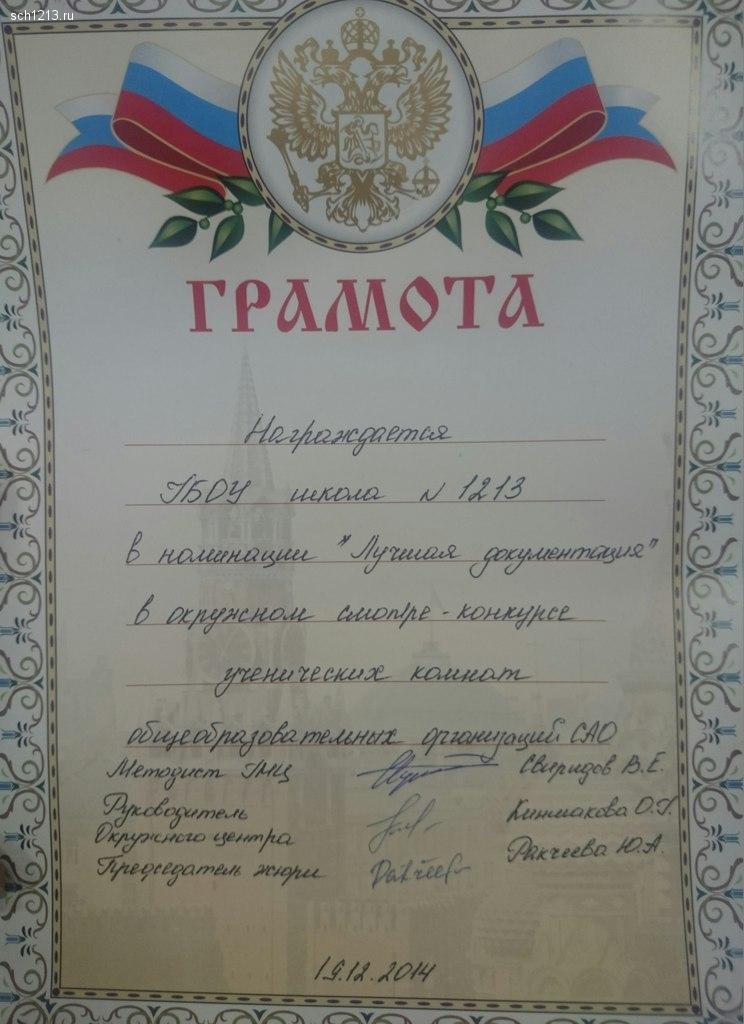 sch1213.ru
ГРАМОТА
Награждается
ГБОУ школа N 1213
в номинации "Лучшая документация"
в окружном смотре-конкурсе
ученических комнат
общеобразовательных организаций САО
Методист ГМЦ Свиридов В.Е.
Руководитель
Окружного центра О.
Председатель жюри Ракчеева Ю.А.
19.12.2014